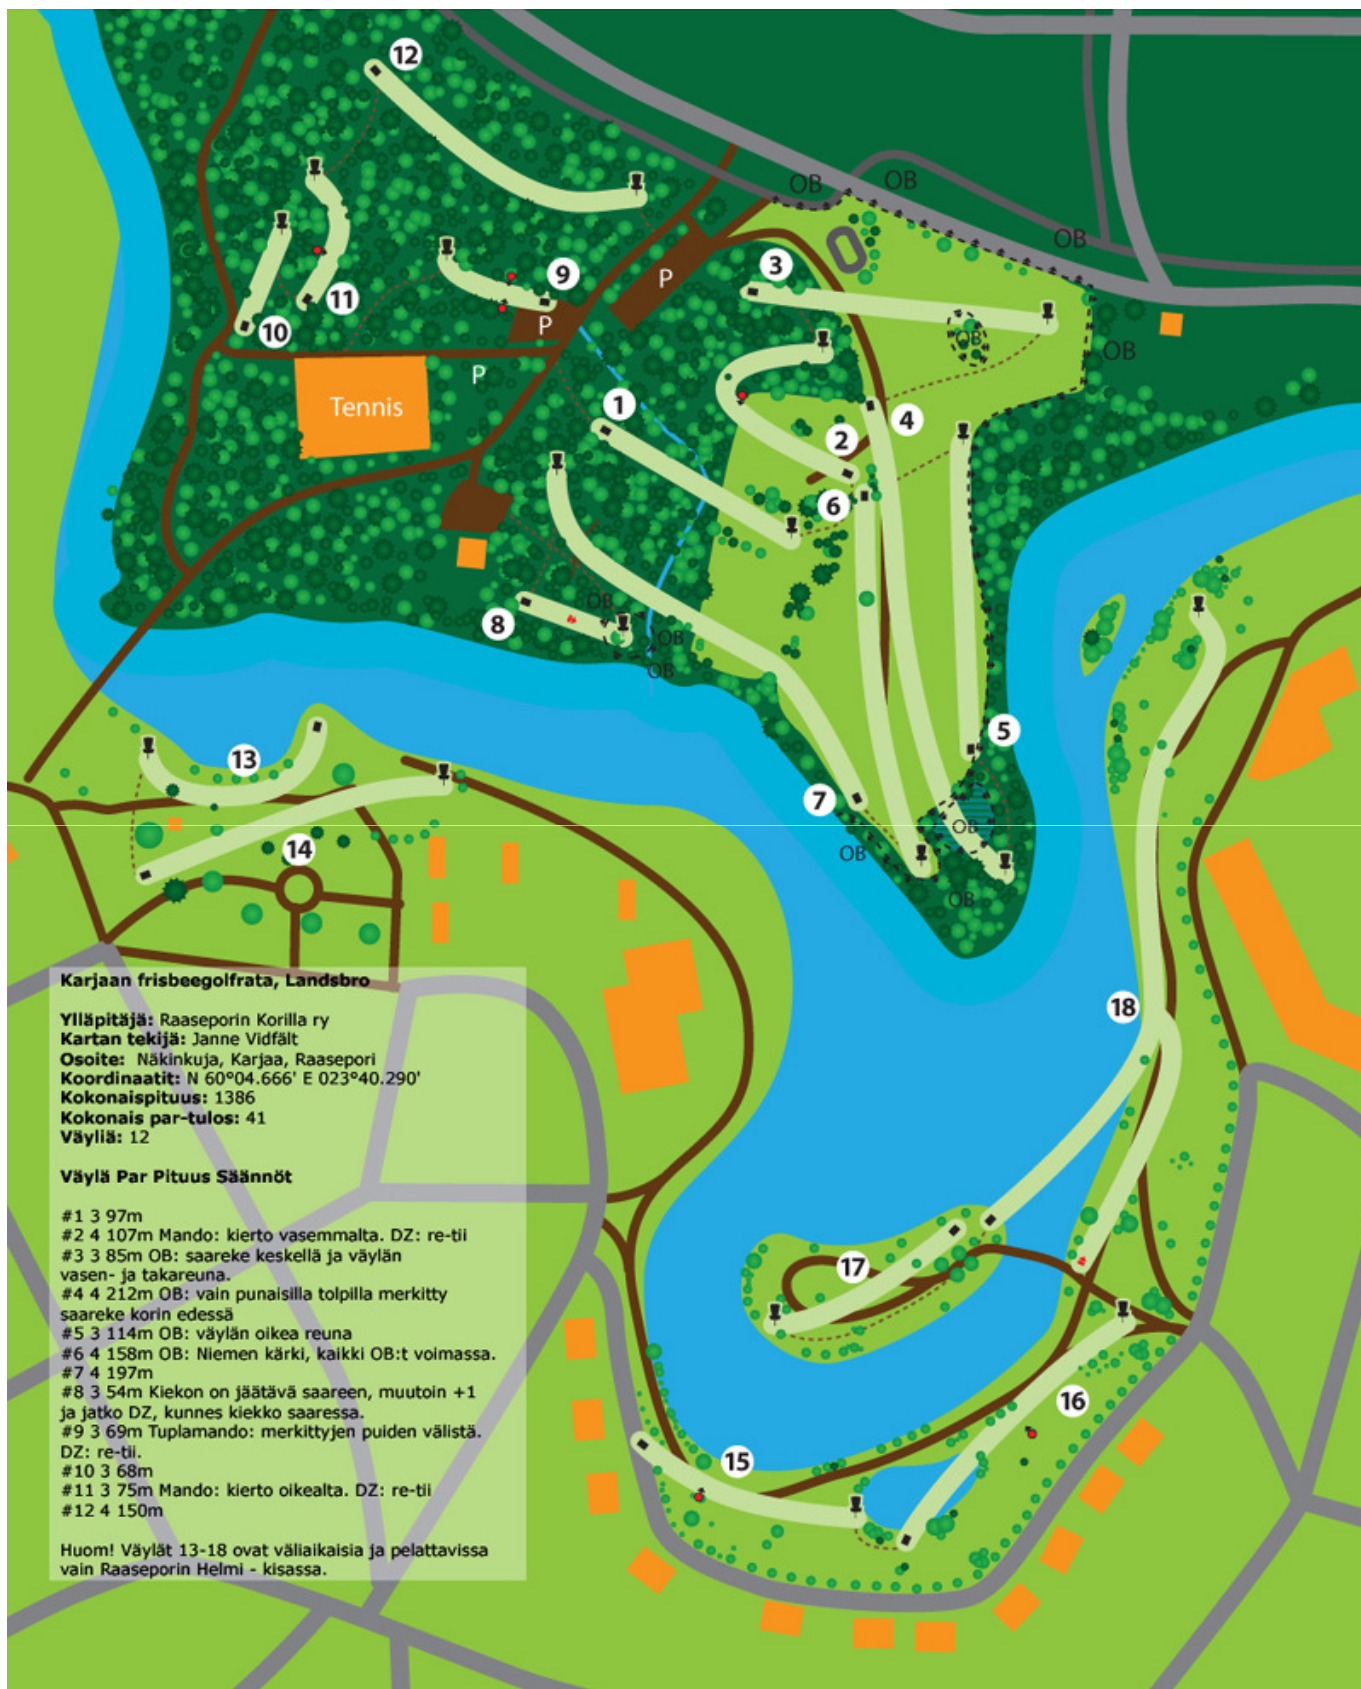 12
OB
OB
OB
3
P
9
11
10
P
OB
OB
P
Tennis
1
4
2
6
OB
8
OB
OB
5
13
7
OB
OB
14
OB
18
17
16
15
Karjaan frisbeegolfrata, Landsbro
Ylläpitäjä: Raaseporin Korilla ry
Kartan tekijä: Janne Vidfält
Osoite: Näkinkuja, Karjaa, Raasepori
Koordinaatit: N 60°04.666' E 023°40.290'
Kokonaispituus: 1386
Kokonais par-tulos: 41
Väyliä: 12
Väylä Par Pituus Säännöt
#1 3 97m
#2 4 107m Mando: kierto vasemmalta. DZ: re-tii
#3 3 85m OB: saareke keskellä ja väylän
vasen- ja takareuna.
#4 4 212m OB: vain punaisilla tolpilla merkitty
saareke korin edessä
#5 3 114m OB: väylän oikea reuna
#6 4 158m OB: Niemen kärki, kaikki OB:t voimassa.
#7 4 197m
#8 3 54m Kiekon on jäätävä saareen, muutoin +1
ja jatko DZ, kunnes kiekko saaressa.
#9 3 69m Tuplamando: merkittyjen puiden välistä.
DZ: re-tii.
#10 3 68m
#11 3 75m Mando: kierto oikealta. DZ: re-tii
#12 4 150m
Huom! Väylät 13-18 ovat väliaikaisia ja pelattavissa
vain Raaseporin Helmi - kisassa.